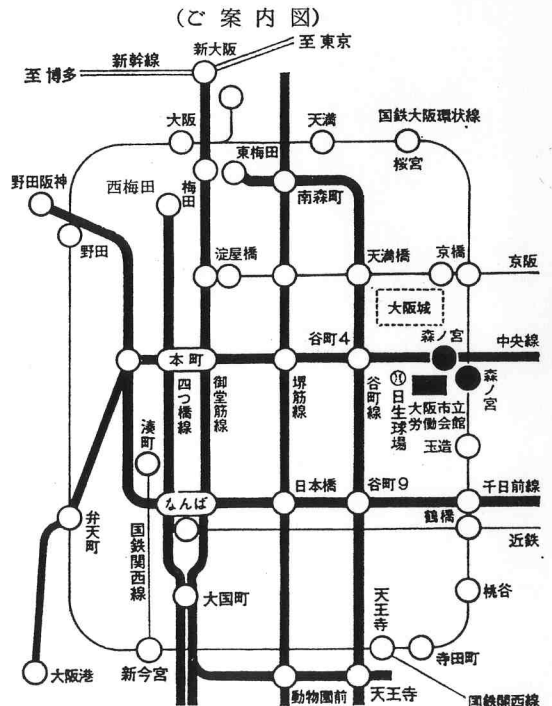 (ご案内図)
新大阪
至東京
新幹線
至博多
大阪
天満
国鉄大阪環状線
桜宮
東梅田
野田阪神
西梅田
梅田
南森町
野田
淀屋橋
天満橋
京橋
京阪
大阪城
森ノ宮
中央線
本町
谷町4
森ノ宮
四つ橋線
御堂筋線
堺筋線
谷町線
日生球場
大阪市立
労働会館
玉造
湊町
なんば
日本橋
谷町9
千日前線
鶴橋
近鉄
弁天町
国鉄関西線
大国町
桃谷
天王寺
寺田町
大阪港
新今宮
動物園前
天王寺
国鉄関西線